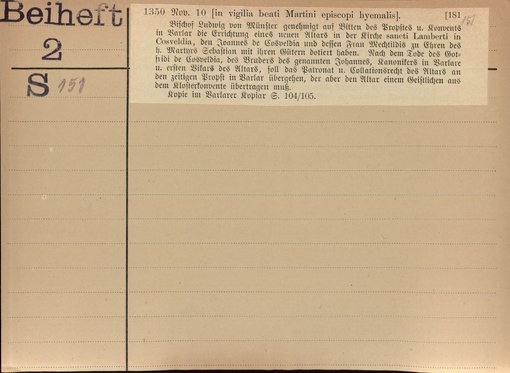 Beiheft
2
S 151
1350 Nov. 10 [in vigilia beati Martini episcopi hyemalis]. [181
151
Bischof Ludwig von Münster genehmigt auf Bitten des Propstes u. Konvents
in Varlar die Errichtung eines neuen Altars in der Kirche sancti Lamberti in
Cosveldia, den Joannes de Cosveldia und dessen Frau Mechtildis zu Ehren des
h. Martyrs Sebastian mit ihren Gütern dotiert haben. Nach dem Tode des Got-
fridi de Cosveldia, des Bruders des genannten Johannes, Kanonikers in Varlare
u. ersten Vikars des Altars, soll das Patronat u. Collationsrecht des Altars an
den zeitigen Propst in Varlar übergehen, der aber den Altar einem Geistlichen aus
dem Klosterkonvente übertragen muß.
Kopie im Varlarer Kopiar S. 104/105.